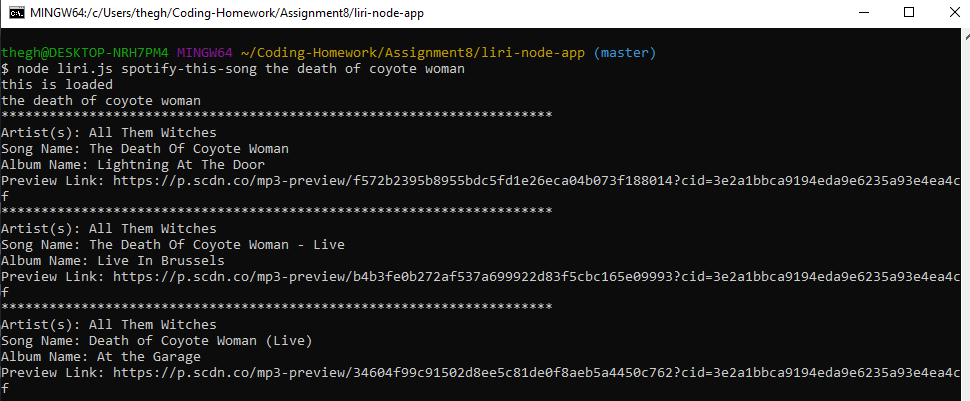 MINGW64:/c/Users/thegh/Coding-Homework/Assignment8/liri-node-app
thegh@DESKTOP-NRH7PM4 MINGW64 ~/Coding-Homework/Assignment8/liri-node-app (master)
$ node liri.js spotify-this-song the death of coyote woman
this is loaded
the death of coyote woman
*********************************************************************
Artist(s): All Them Witches
Song Name: The Death Of Coyote Woman
Album Name: Lightning At The Door
Preview Link: https://p.scdn.co/mp3-preview/f572b2395b8955bdc5fd1e26eca04b073f188014?cid=3e2a1bbca9194eda9e6235a93e4ea4c
f
*********************************************************************
Artist(s): All Them Witches
Song Name: The Death Of Coyote Woman - Live
Album Name: Live In Brussels
Preview Link: https://p.scdn.co/mp3-preview/b4b3fe0b272af537a699922d83f5cbc165e09993?cid=3e2a1bbca9194eda9e6235a93e4ea4c
f
*********************************************************************
Artist(s): All Them Witches
Song Name: Death of Coyote Woman (Live)
Album Name: At the Garage
Preview Link: https://p.scdn.co/mp3-preview/34604f99c91502d8ee5c81de0f8aeb5a4450c762?cid=3e2a1bbca9194eda9e6235a93e4ea4c
f